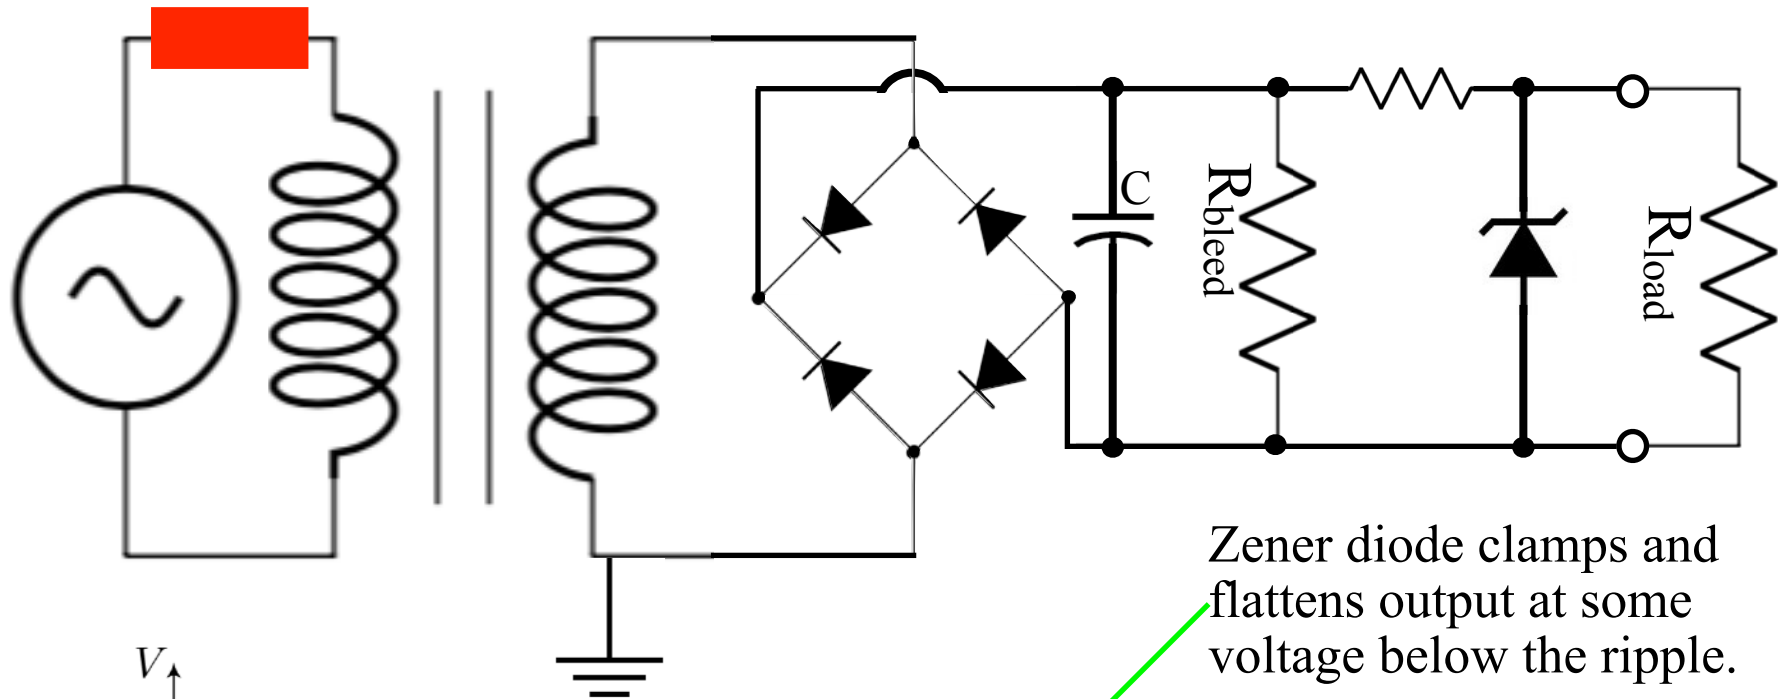 C
Rbleed
Rload
Zener diode clamps and
flattens output at some
voltage below the ripple.
V